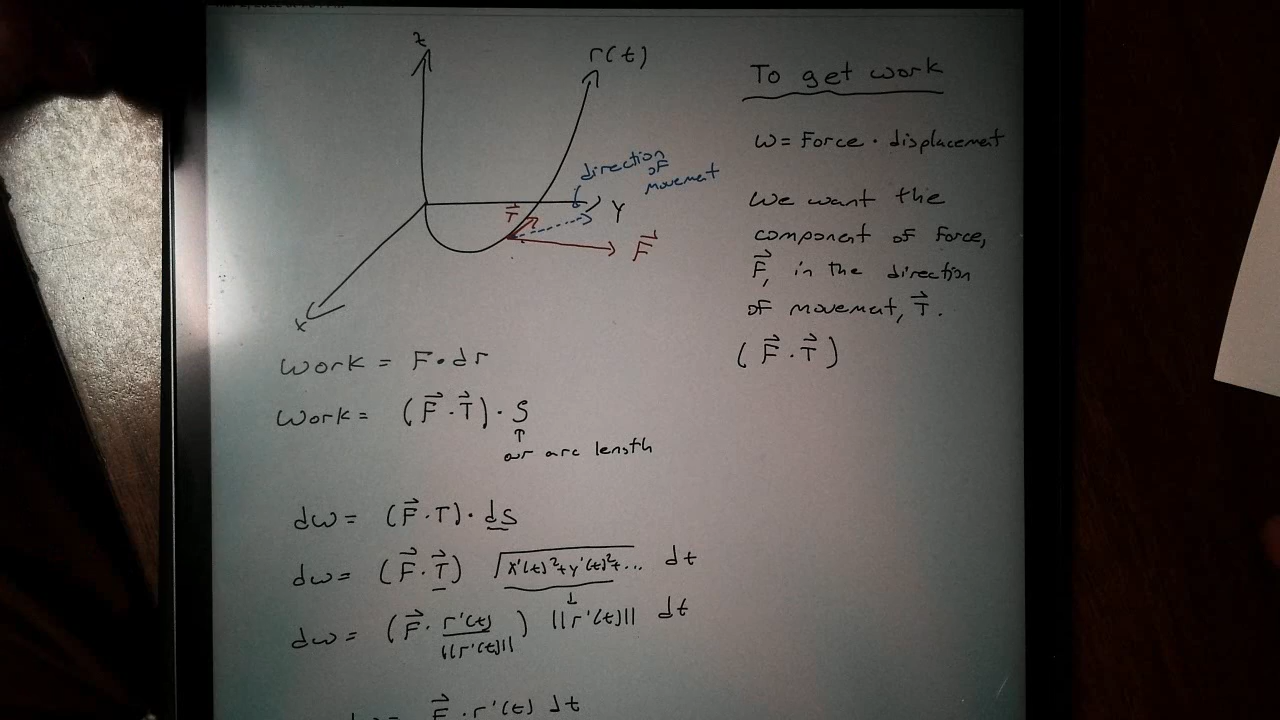 z
r(t)
direction
of
movement
T
y
F
x
Work = F·dr
Work = (F·T)·S
↑
our arc length
dw = (F·T)·ds
dw = (F·T) √x'(t)²+y'(t)²+... dt
↓
dw = (F· r'(t)/||r'(t)||) ||r'(t)|| dt
F·r'(t) dt
To get work
W = Force · displacement
We want the
component of Force,
F, in the direction
of movement, T.
(F·T)